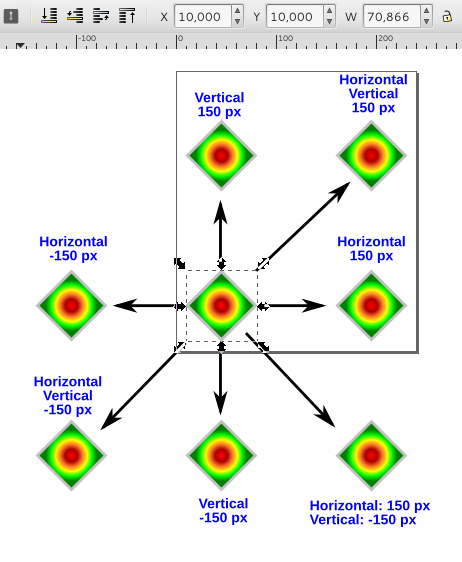 X 10,000 Y 10,000 W 70,866
-100 0 100 200
Horizontal
Vertical
150 px
Vertical
150 px
Horizontal
-150 px
Horizontal
150 px
Horizontal
Vertical
-150 px
Vertical
-150 px
Horizontal: 150 px
Vertical: -150 px